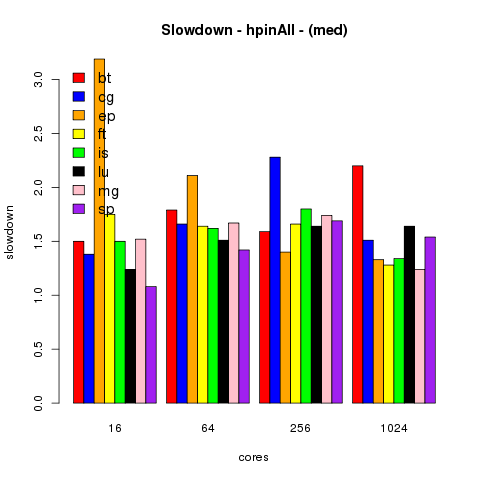 Slowdown - hpinAll - (med)
slowdown
3.0
2.5
2.0
1.5
1.0
0.5
0.0
bt
cg
ep
ft
is
lu
mg
sp
16 64 256 1024
cores